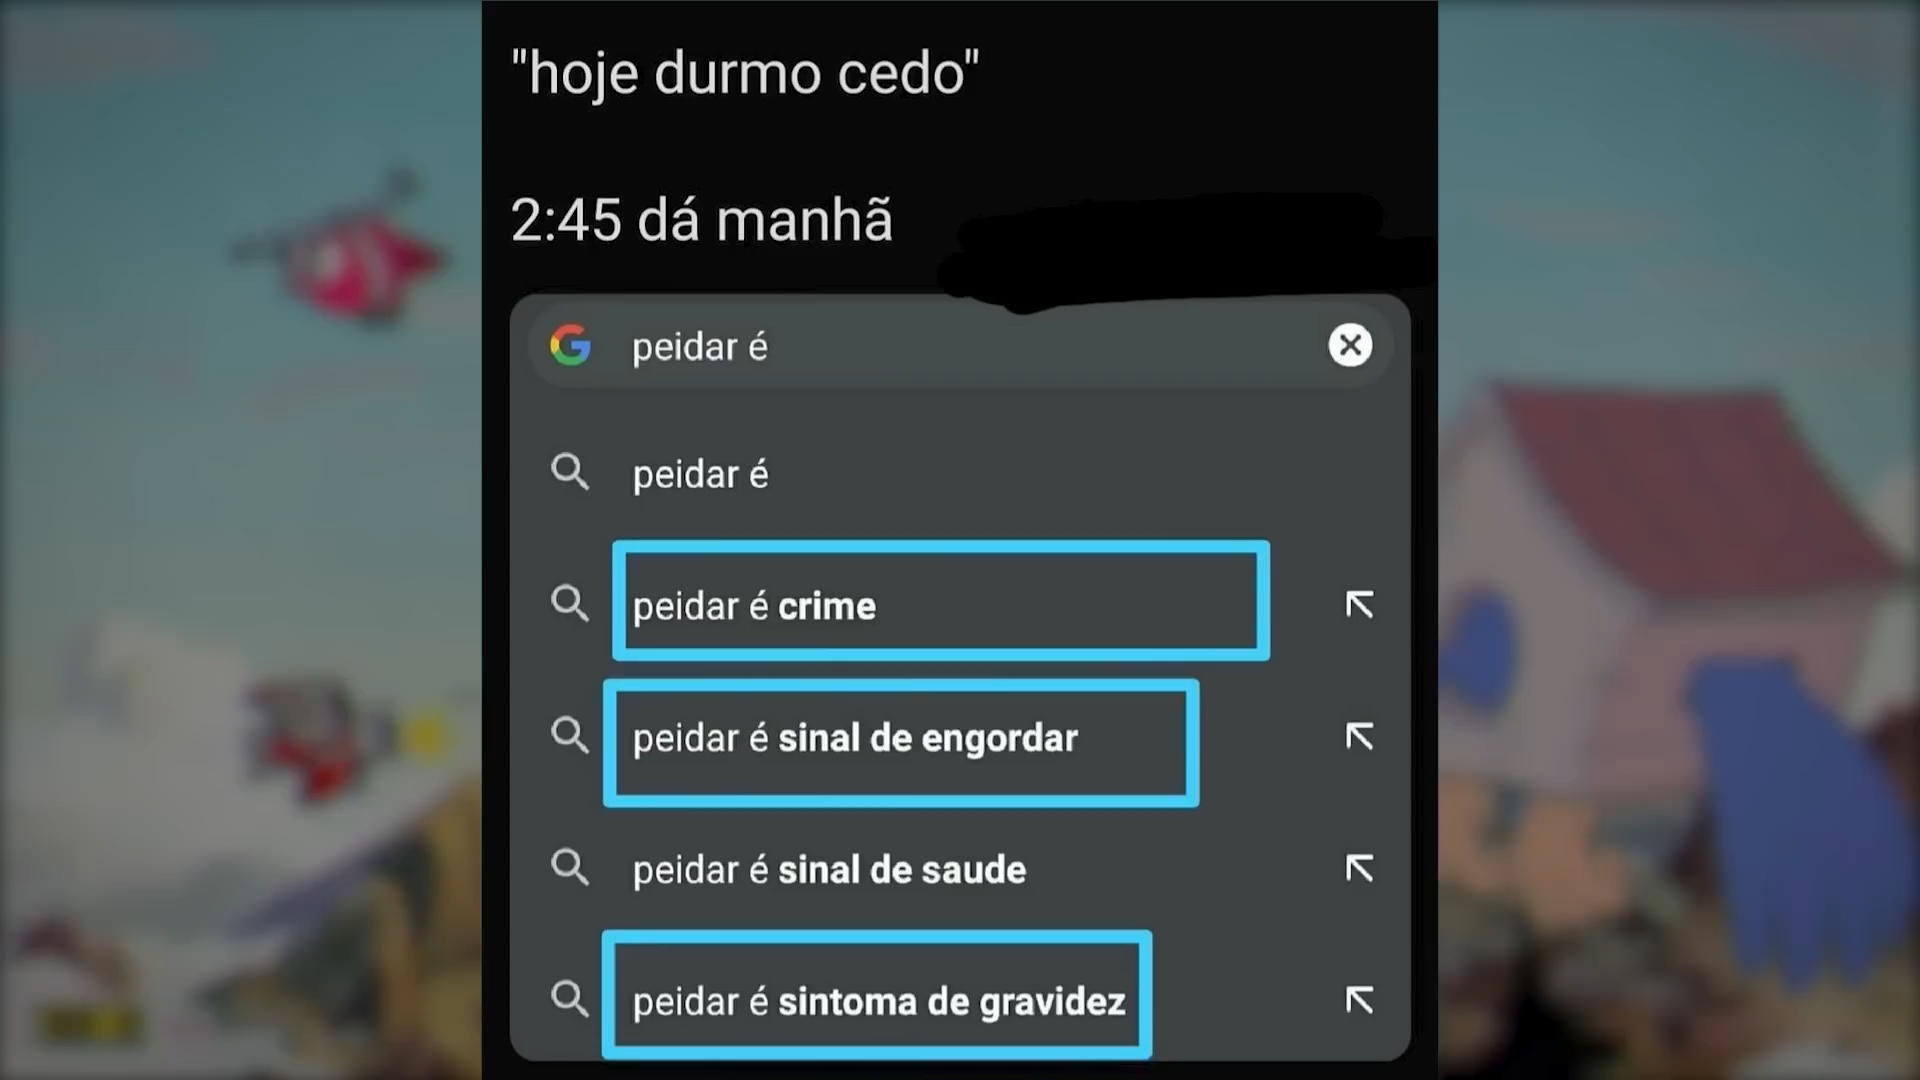 "hoje durmo cedo"
2:45 dá manhã
peidar é
peidar é
peidar é crime
peidar é sinal de engordar
peidar é sinal de saude
peidar é sintoma de gravidez